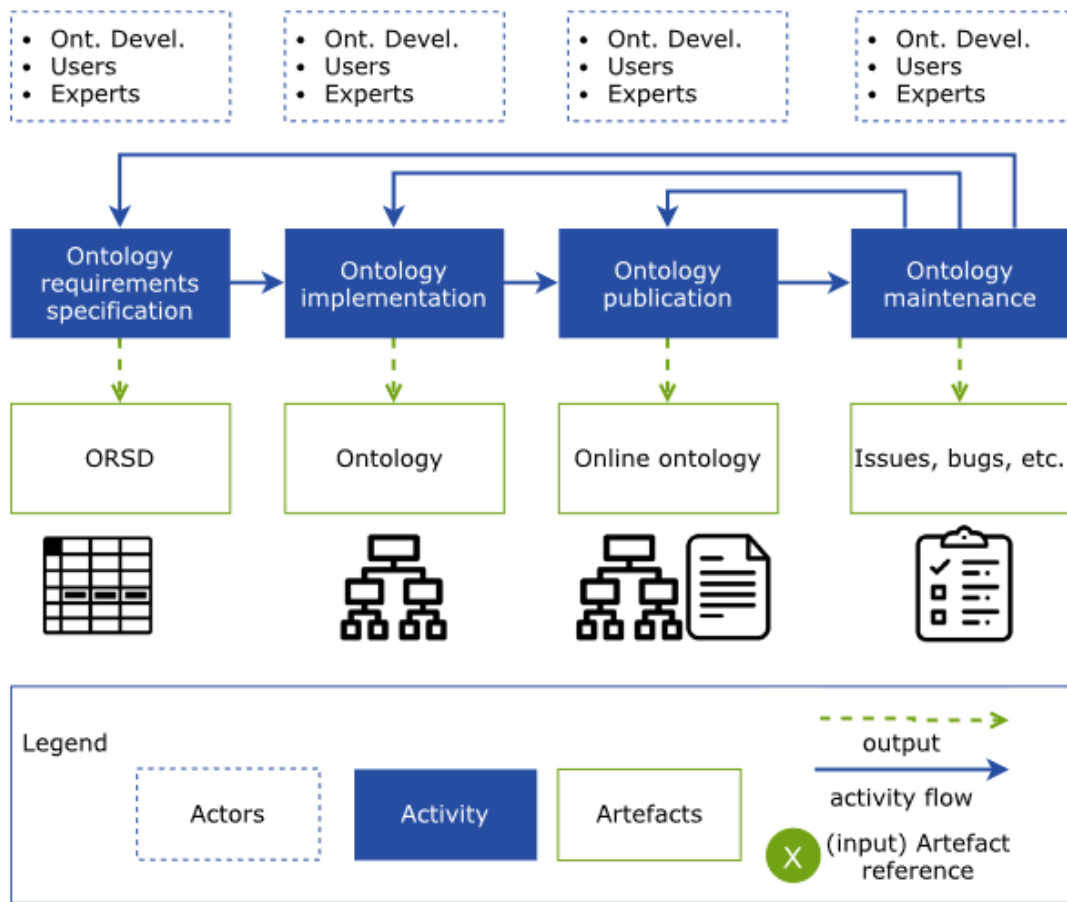 • Ont. Devel.
• Users
• Experts
• Ont. Devel.
• Users
• Experts
• Ont. Devel.
• Users
• Experts
• Ont. Devel.
• Users
• Experts
Ontology
requirements
specification
Ontology
implementation
Ontology
publication
Ontology
maintenance
ORSD
Ontology
Online ontology
Issues, bugs, etc.
Legend
Actors
Activity
Artefacts
output
activity flow
X
(input) Artefact
reference